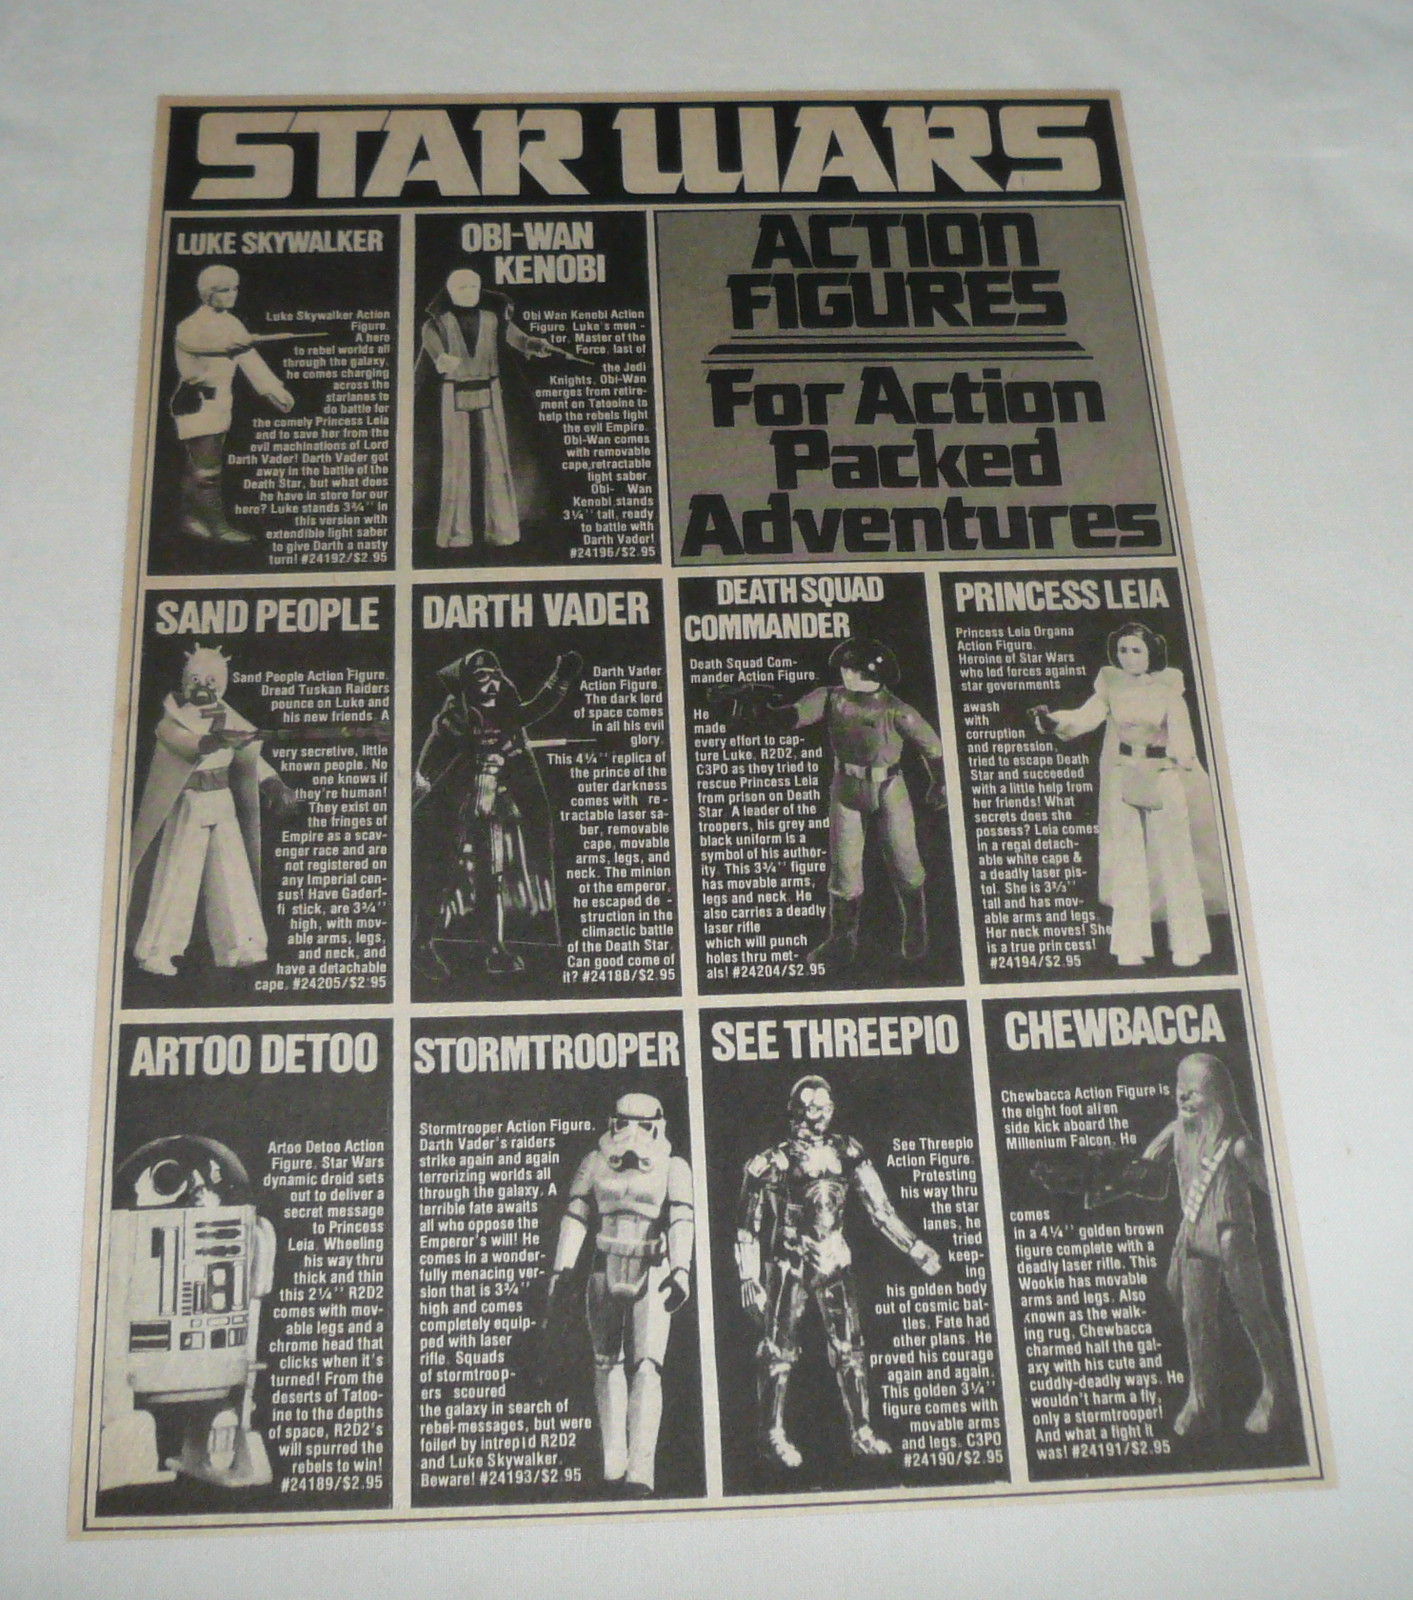 STAR WARS
LUKE SKYWALKER
Luke Skywalker Action
Figure.
A hero
to rebel worlds all
through the galaxy,
he comes charging
across the
starlanes to
do battle for
the comely Princess Leia
and to save her from the
evil machinations of Lord
Darth Vader! Darth Vader got
away in the battle of the
Death Star, but what does
he have in store for our
hero? Luke stands 3¾'' in
this version with
extendible light saber
to give Darth a nasty
turn! #24192/$2.95
OBI-WAN
KENOBI
Obi Wan Kenobi Action
Figure. Luke's men -
tor, Master of the
Force, last of
the Jedi
Knights, Obi-Wan
emerges from retire-
ment on Tatooine to
help the rebels fight
the evil Empire.
Obi-Wan comes
with removable
cape,retractable
light saber.
Obi- Wan
Kenobi stands
3¼'' tall, ready
to battle with
Darth Vader!
#24196/$2.95
ACTION
FIGURES
For Action
Packed
Adventures
SAND PEOPLE
Sand People Action Figure.
Dread Tuskan Raiders
pounce on Luke and
his new friends. A
very secretive, little
known people. No
one knows if
they're human!
They exist on
the fringes of
Empire as a scav-
enger race and are
not registered on
any Imperial cen-
sus! Have Gaderf-
fi stick, are 3¾''
high, with mov-
able arms, legs,
and neck, and
have a detachable
cape. #24205/$2.95
DARTH VADER
Darth Vader
Action Figure.
The dark lord
of space comes
in all his evil
glory.
This 4¼'' replica of
the prince of the
outer darkness
comes with re -
tractable laser sa-
ber, removable
cape, movable
arms, legs, and
neck. The minion
of the emperor,
he escaped de -
struction in the
climactic battle
of the Death Star.
Can good come of
it? #24188/$2.95
DEATH SQUAD
COMMANDER
Death Squad Com-
mander Action Figure.
He
made
every effort to cap-
ture Luke, R2D2, and
C3PO as they tried to
rescue Princess Leia
from prison on Death
Star. A leader of the
troopers, his grey and
black uniform is a
symbol of his author-
ity. This 3¾'' figure
has movable arms,
legs and neck. He
also carries a deadly
laser rifle
which will punch
holes thru met-
als! #24204/$2.95
PRINCESS LEIA
Princess Leia Organa
Action Figure.
Heroine of Star Wars
who led forces against
star governments
awash
with
corruption
and repression,
tried to escape Death
Star and succeeded
with a little help from
her friends! What
secrets does she
possess? Leia comes
in a regal detach-
able white cape &
a deadly laser pis-
tol. She is 3⅓''
tall and has mov-
able arms and legs.
Her neck moves! She
is a true princess!
#24194/$2.95
ARTOO DETOO
Artoo Detoo Action
Figure. Star Wars
dynamic droid sets
out to deliver a
secret message
to Princess
Leia. Wheeling
his way thru
thick and thin
this 2¼'' R2D2
comes with mov-
able legs and a
chrome head that
clicks when it's
turned! From the
deserts of Tatoo-
ine to the depths
of space, R2D2's
will spurred the
rebels to win!
#24189/$2.95
STORMTROOPER
Stormtrooper Action Figure.
Darth Vader's raiders
strike again and again
terrorizing worlds all
through the galaxy. A
terrible fate awaits
all who oppose the
Emperor's will! He
comes in a wonder-
fully menacing ver-
sion that is 3¾''
high and comes
completely equip-
ped with laser
rifle. Squads
of stormtroop-
ers scoured
the galaxy in search of
rebel-messages, but were
foiled by intrepid R2D2
and Luke Skywalker.
Beware! #24193/$2.95
SEE THREEPIO
See Threepio
Action Figure.
Protesting
his way thru
the star
lanes, he
tried
keep-
ing
his golden body
out of cosmic bat-
tles. Fate had
other plans. He
proved his courage
again and again.
This golden 3¼''
figure comes with
movable arms
and legs. C3PO
#24190/$2.95
CHEWBACCA
Chewbacca Action Figure is
the eight foot alien
side kick aboard the
Millenium Falcon. He
comes
in a 4¼'' golden brown
figure complete with a
deadly laser rifle. This
Wookie has movable
arms and legs. Also
known as the walk-
ing rug, Chewbacca
charmed half the gal-
axy with his cute and
cuddly-deadly ways. He
wouldn't harm a fly,
only a stormtrooper!
And what a fight it
was! #24191/$2.95